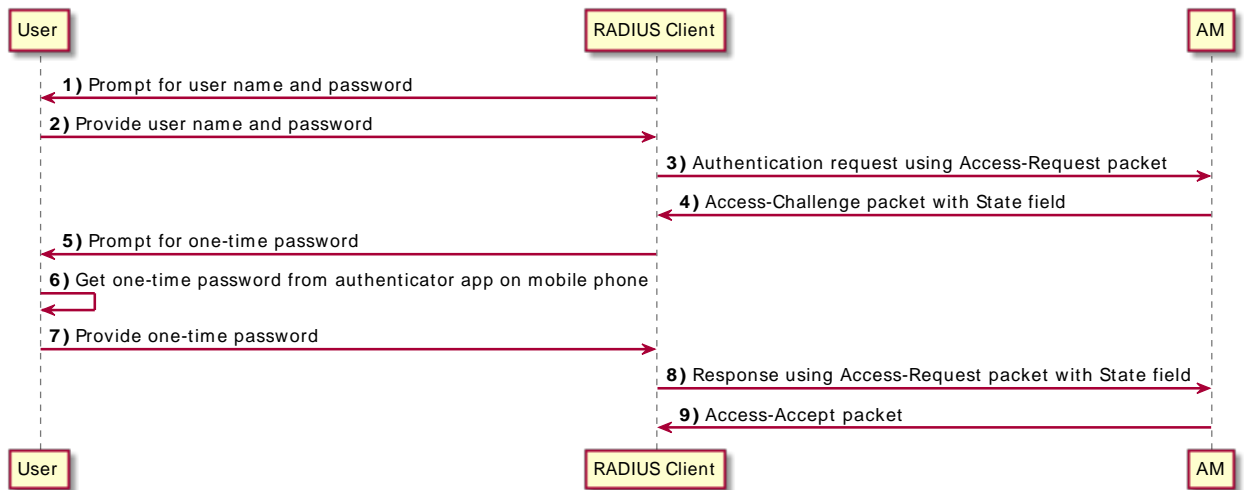 User
RADIUS Client
AM
1) Prompt for user name and password
2) Provide user name and password
3) Authentication request using Access-Request packet
4) Access-Challenge packet with State field
5) Prompt for one-time password
6) Get one-time password from authenticator app on mobile phone
7) Provide one-time password
8) Response using Access-Request packet with State field
9) Access-Accept packet
User
RADIUS Client
AM